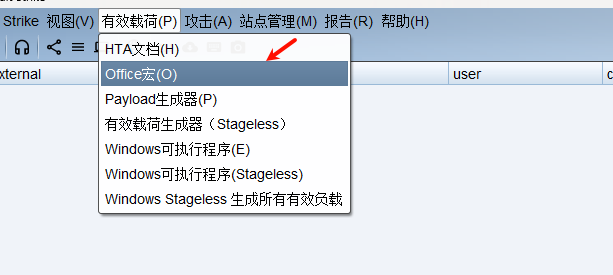 Strike 视图(V) 有效载荷(P) 攻击(A) 站点管理(M) 报告(R) 帮助(H)
xternal user c
HTA文档(H)
Office宏(O)
Payload生成器(P)
有效载荷生成器（Stageless）
Windows可执行程序(E)
Windows可执行程序(Stageless)
Windows Stageless 生成所有有效负载